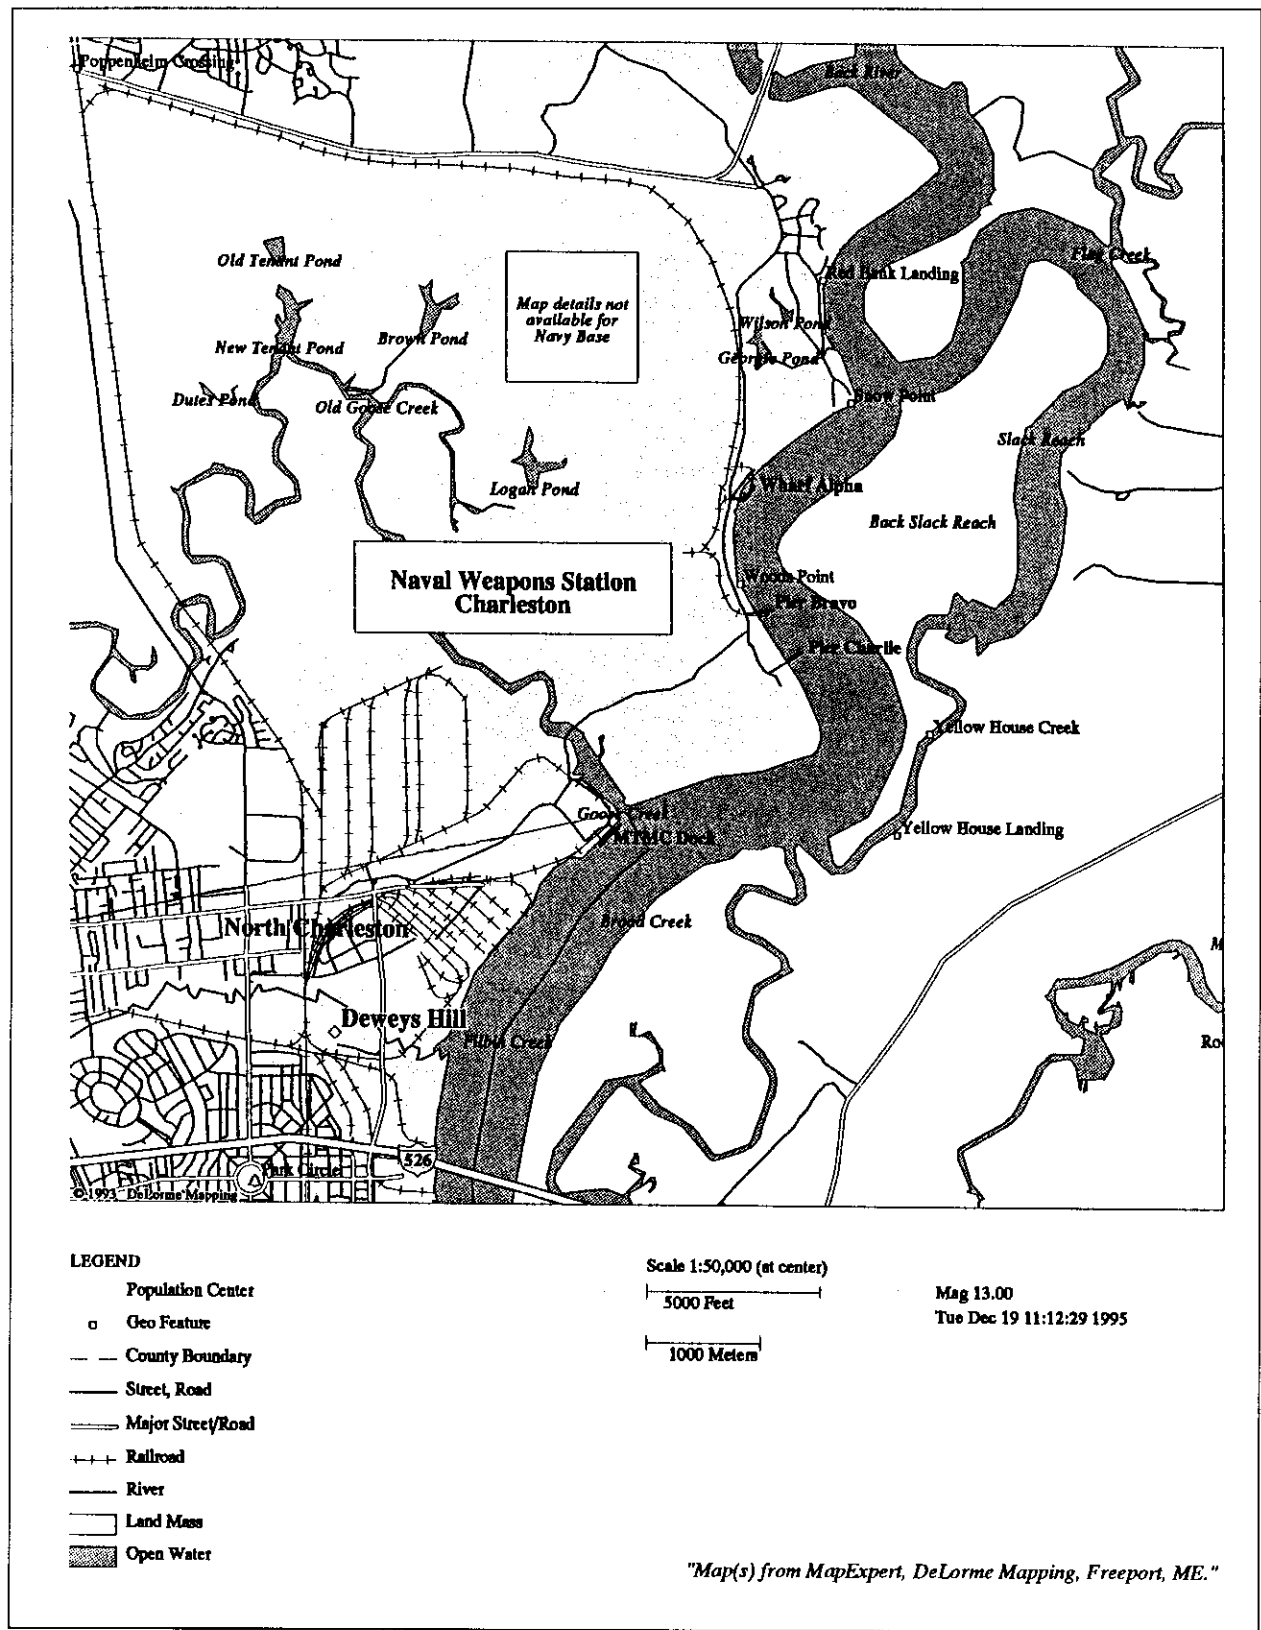 Poppenheim Crossing
Back River
Old Tenant Pond
Flag Creek
Red Bank Landing
Map details not
available for
Navy Base
Wilson Pond
New Tenant Pond
Brown Pond
Georgia Pond
Dutex Pond
Old Goose Creek
Snow Point
Slack Reach
Logan Pond
Wharf Alpha
Back Slack Reach
Naval Weapons Station
Charleston
Woods Point
Pier Bravo
Pier Charlie
Yellow House Creek
Goose Creek
MTMC Dock
Yellow House Landing
Broad Creek
North Charleston
M
Deweys Hill
Filbin Creek
Ro
526
Park Circle
© 1993 DeLorme Mapping
LEGEND
Population Center
Geo Feature
County Boundary
Street, Road
Major Street/Road
Railroad
River
Land Mass
Open Water
Scale 1:50,000 (at center)
5000 Feet
1000 Meters
Mag 13.00
Tue Dec 19 11:12:29 1995
"Map(s) from MapExpert, DeLorme Mapping, Freeport, ME."